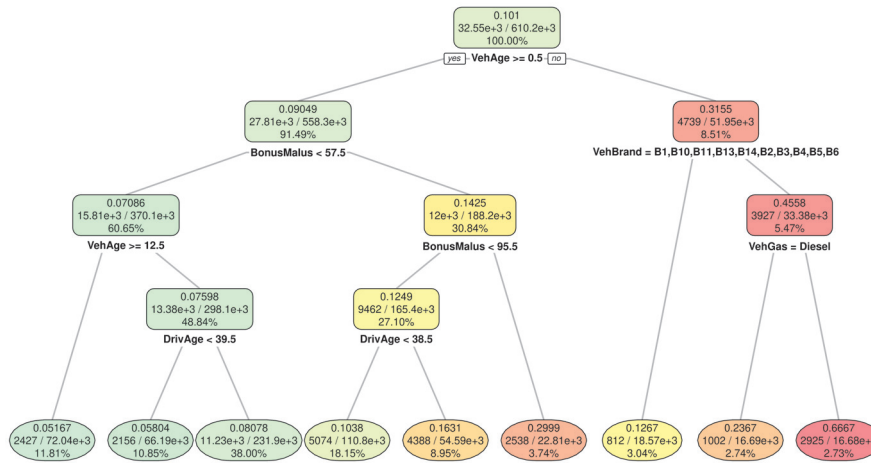 0.101
32.55e+3 / 610.2e+3
100.00%
yes VehAge >= 0.5 no
0.09049
27.81e+3 / 558.3e+3
91.49%
BonusMalus < 57.5
0.3155
4739 / 51.95e+3
8.51%
VehBrand = B1,B10,B11,B13,B14,B2,B3,B4,B5,B6
0.07086
15.81e+3 / 370.1e+3
60.65%
VehAge >= 12.5
0.1425
12e+3 / 188.2e+3
30.84%
BonusMalus < 95.5
0.4558
3927 / 33.38e+3
5.47%
VehGas = Diesel
0.07598
13.38e+3 / 298.1e+3
48.84%
DrivAge < 39.5
0.1249
9462 / 165.4e+3
27.10%
DrivAge < 38.5
0.05167
2427 / 72.04e+3
11.81%
0.05804
2156 / 66.19e+3
10.85%
0.08078
11.23e+3 / 231.9e+3
38.00%
0.1038
5074 / 110.8e+3
18.15%
0.1631
4388 / 54.59e+3
8.95%
0.2999
2538 / 22.81e+3
3.74%
0.1267
812 / 18.57e+3
3.04%
0.2367
1002 / 16.69e+3
2.74%
0.6667
2925 / 16.68e+3
2.73%